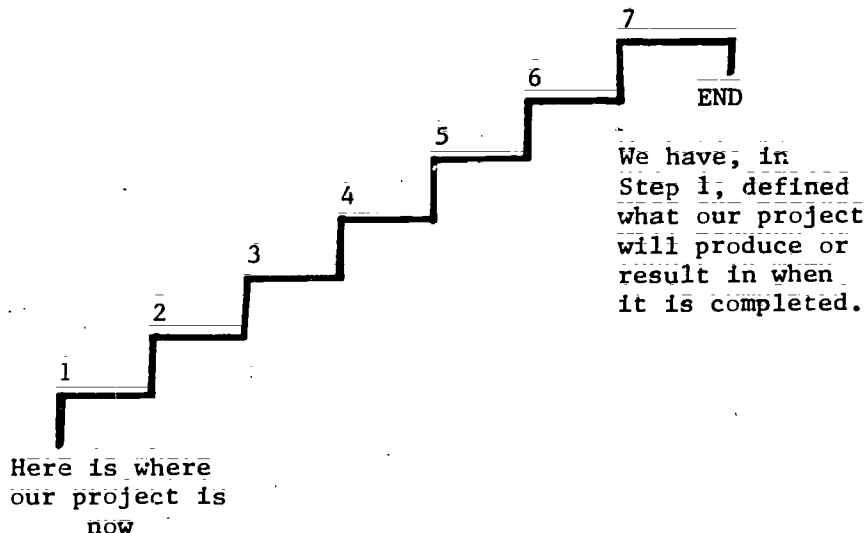 7
6
END
5
We have, in
Step 1, defined
what our project
will produce or
result in when
it is completed.
4
3
2
1
Here is where
our project is
now